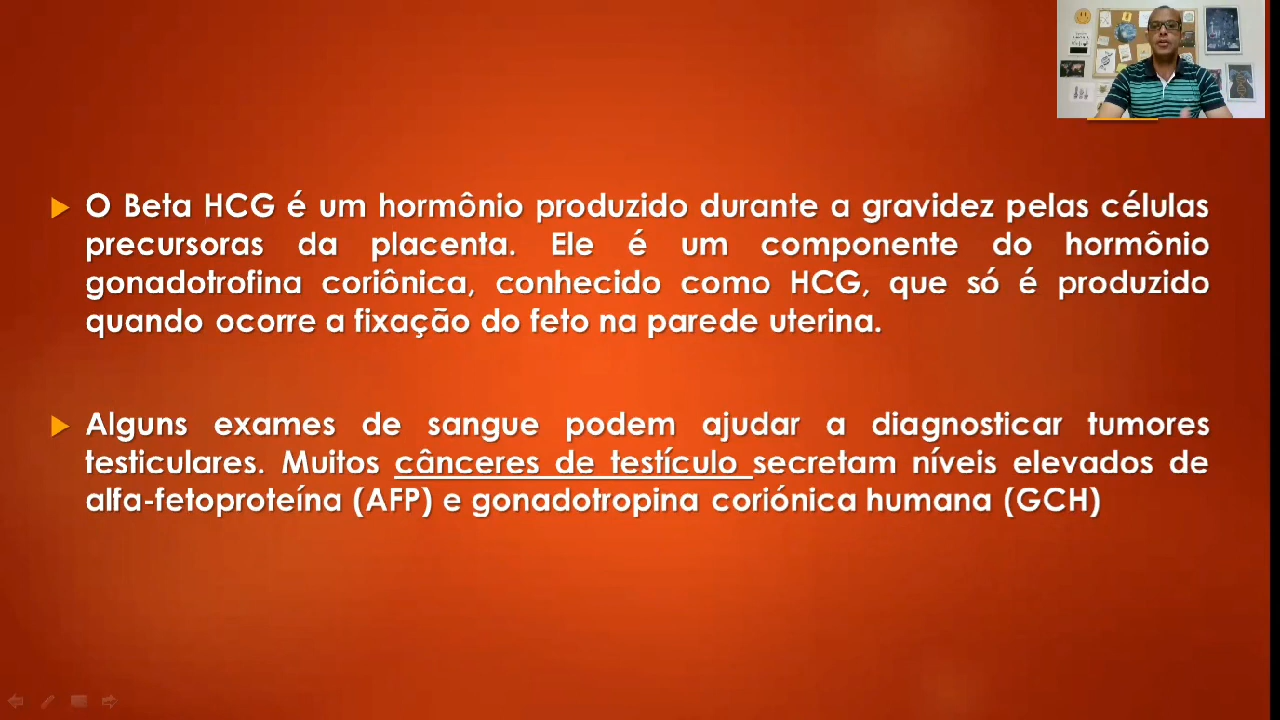 O Beta HCG é um hormônio produzido durante a gravidez pelas células
precursoras da placenta. Ele é um componente do hormônio
gonadotrofina coriônica, conhecido como HCG, que só é produzido
quando ocorre a fixação do feto na parede uterina.
Alguns exames de sangue podem ajudar a diagnosticar tumores
testiculares. Muitos cânceres de testículo secretam níveis elevados de
alfa-fetoproteína (AFP) e gonadotropina coriónica humana (GCH)